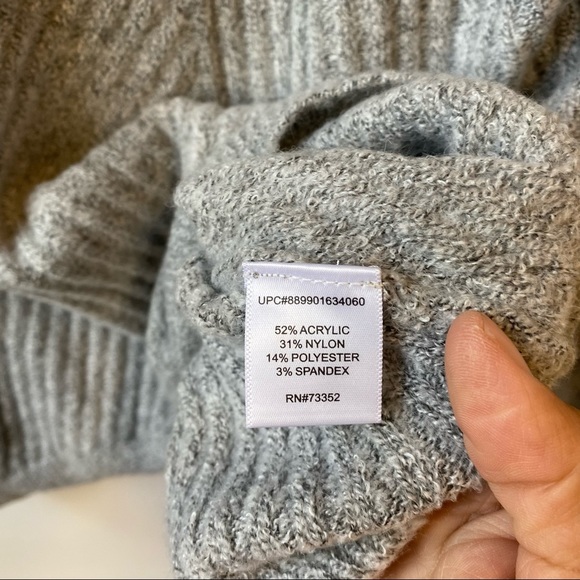 UPC#889901634060
52% ACRYLIC
31% NYLON
14% POLYESTER
3% SPANDEX
RN#73352